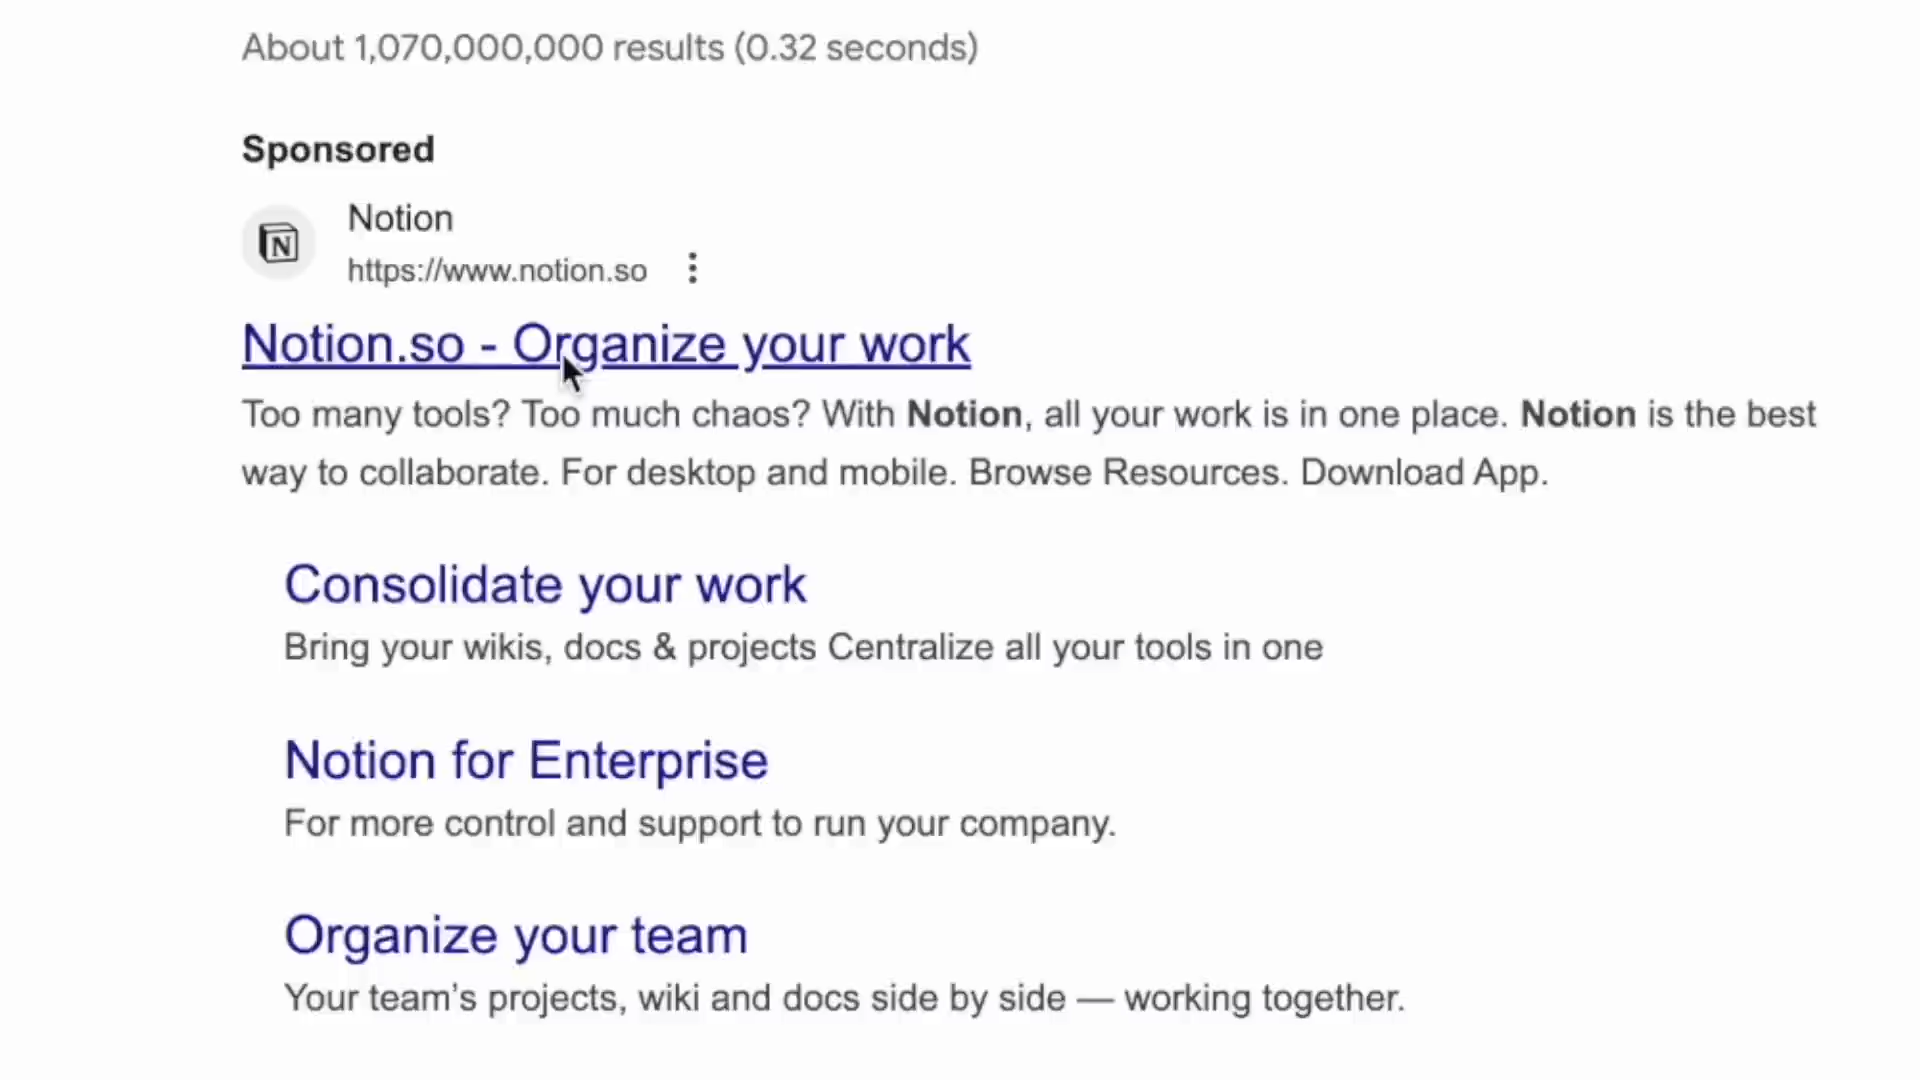 About 1,070,000,000 results (0.32 seconds)
Sponsored
N
Notion
https://www.notion.so
Notion.so - Organize your work
Too many tools? Too much chaos? With Notion, all your work is in one place. Notion is the best
way to collaborate. For desktop and mobile. Browse Resources. Download App.
Consolidate your work
Bring your wikis, docs & projects Centralize all your tools in one
Notion for Enterprise
For more control and support to run your company.
Organize your team
Your team’s projects, wiki and docs side by side — working together.